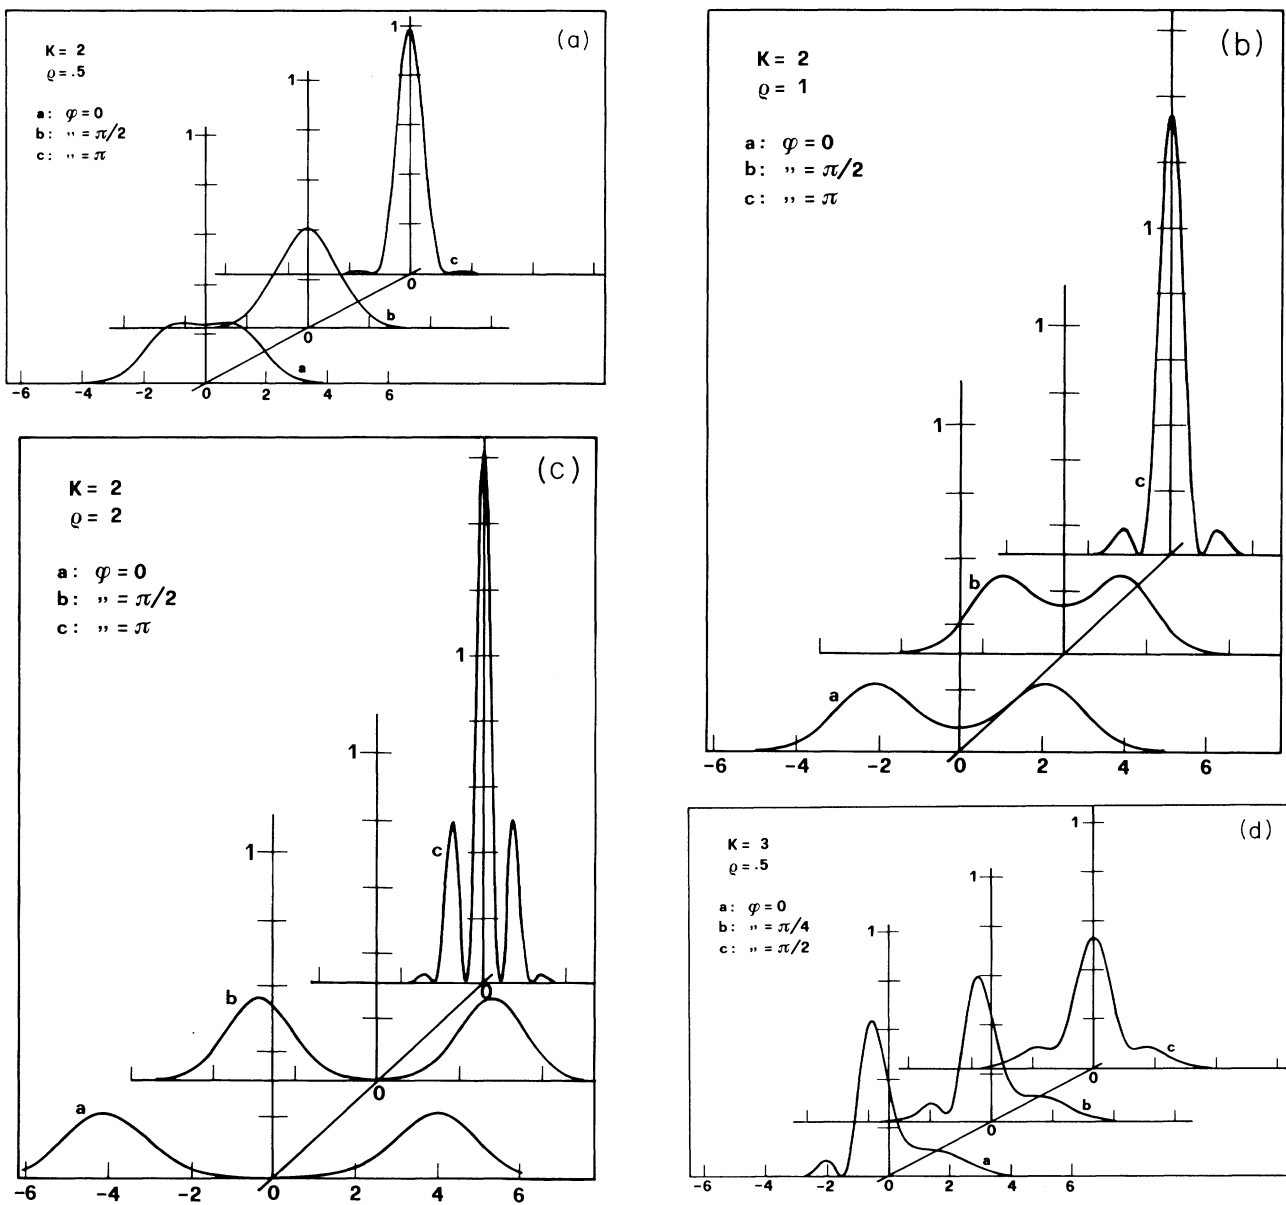 (a)
K = 2
ϱ = .5
a: φ = 0
b: ,, = π/2
c: ,, = π
1
1
1
c
0
b
0
a
-6 -4 -2 0 2 4 6
(b)
K = 2
ϱ = 1
a: φ = 0
b: ,, = π/2
c: ,, = π
1
1
1
c
b
a
-6 -4 -2 0 2 4 6
(c)
K = 2
ϱ = 2
a: φ = 0
b: ,, = π/2
c: ,, = π
1
1
1
c
0
b
0
a
-6 -4 -2 0 2 4 6
(d)
K = 3
ϱ = .5
a: φ = 0
b: ,, = π/4
c: ,, = π/2
1
1
1
c
0
b
0
a
-6 -4 -2 0 2 4 6